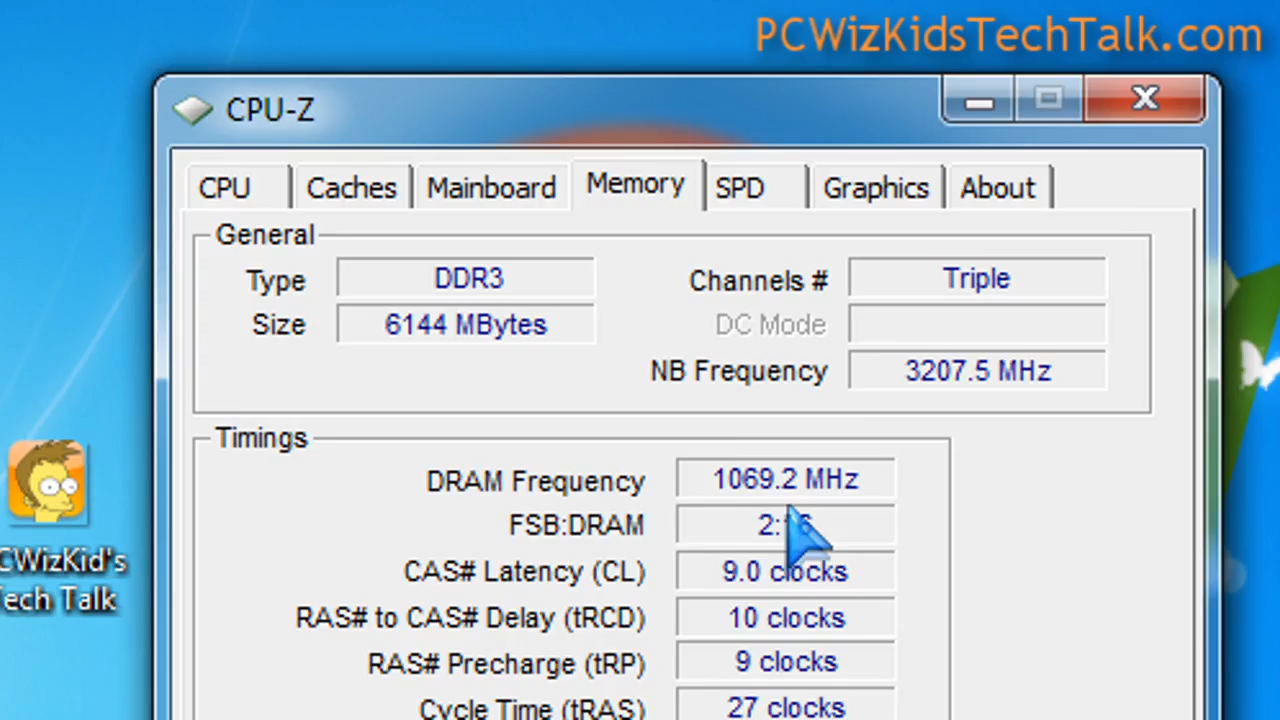 PCWizKidsTechTalk.com
CPU-Z
CPU Caches Mainboard Memory SPD Graphics About
General
Type DDR3 Channels # Triple
Size 6144 MBytes DC Mode
NB Frequency 3207.5 MHz
Timings
DRAM Frequency 1069.2 MHz
FSB:DRAM
CAS# Latency (CL) 9.0 clocks
RAS# to CAS# Delay (tRCD) 10 clocks
RAS# Precharge (tRP) 9 clocks
Cycle Time (tRAS) 27 clocks
CWizKid's
Tech Talk